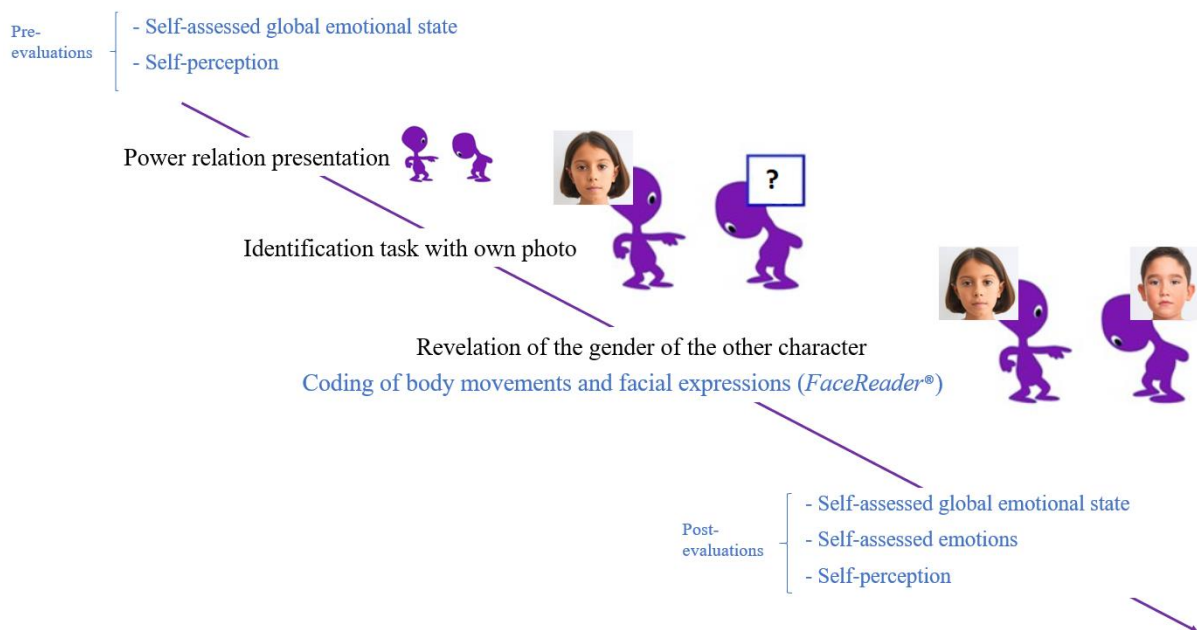 Pre-
evaluations
- Self-assessed global emotional state
- Self-perception
Power relation presentation
?
Identification task with own photo
Revelation of the gender of the other character
Coding of body movements and facial expressions (FaceReader®)
Post-
evaluations
- Self-assessed global emotional state
- Self-assessed emotions
- Self-perception